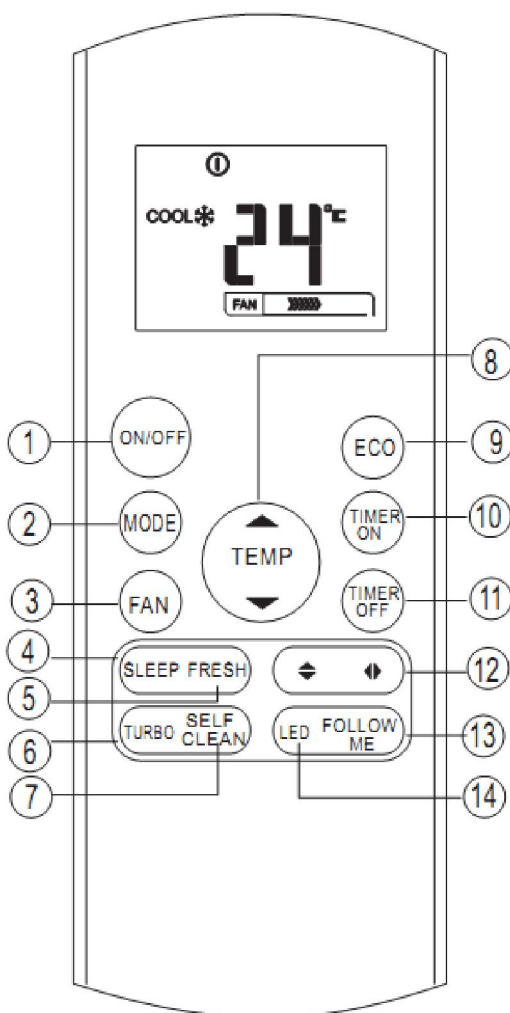 COOL 24 °C
FAN
8
1 ON/OFF ECO 9
2 MODE TIMER ON 10
TEMP
3 FAN TIMER OFF 11
4 SLEEP FRESH 12
5
6 TURBO SELF CLEAN LED FOLLOW ME 13
7 14